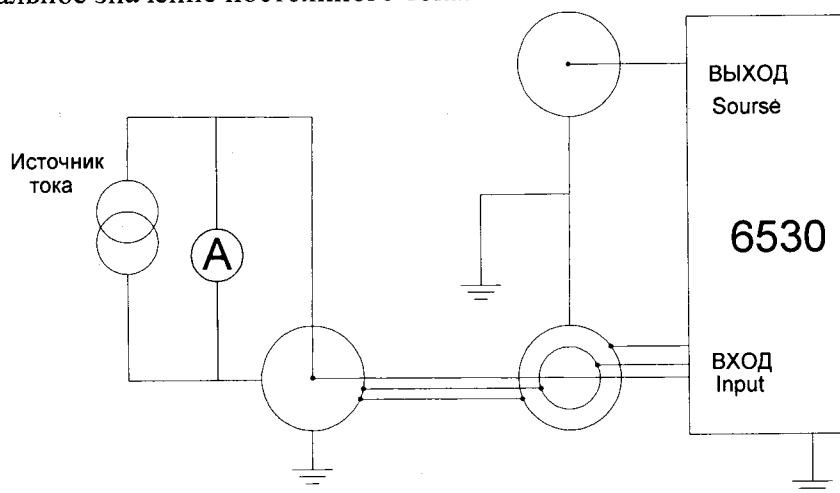 ВЫХОД
Sourse
Источник
тока
A
6530
ВХОД
Input